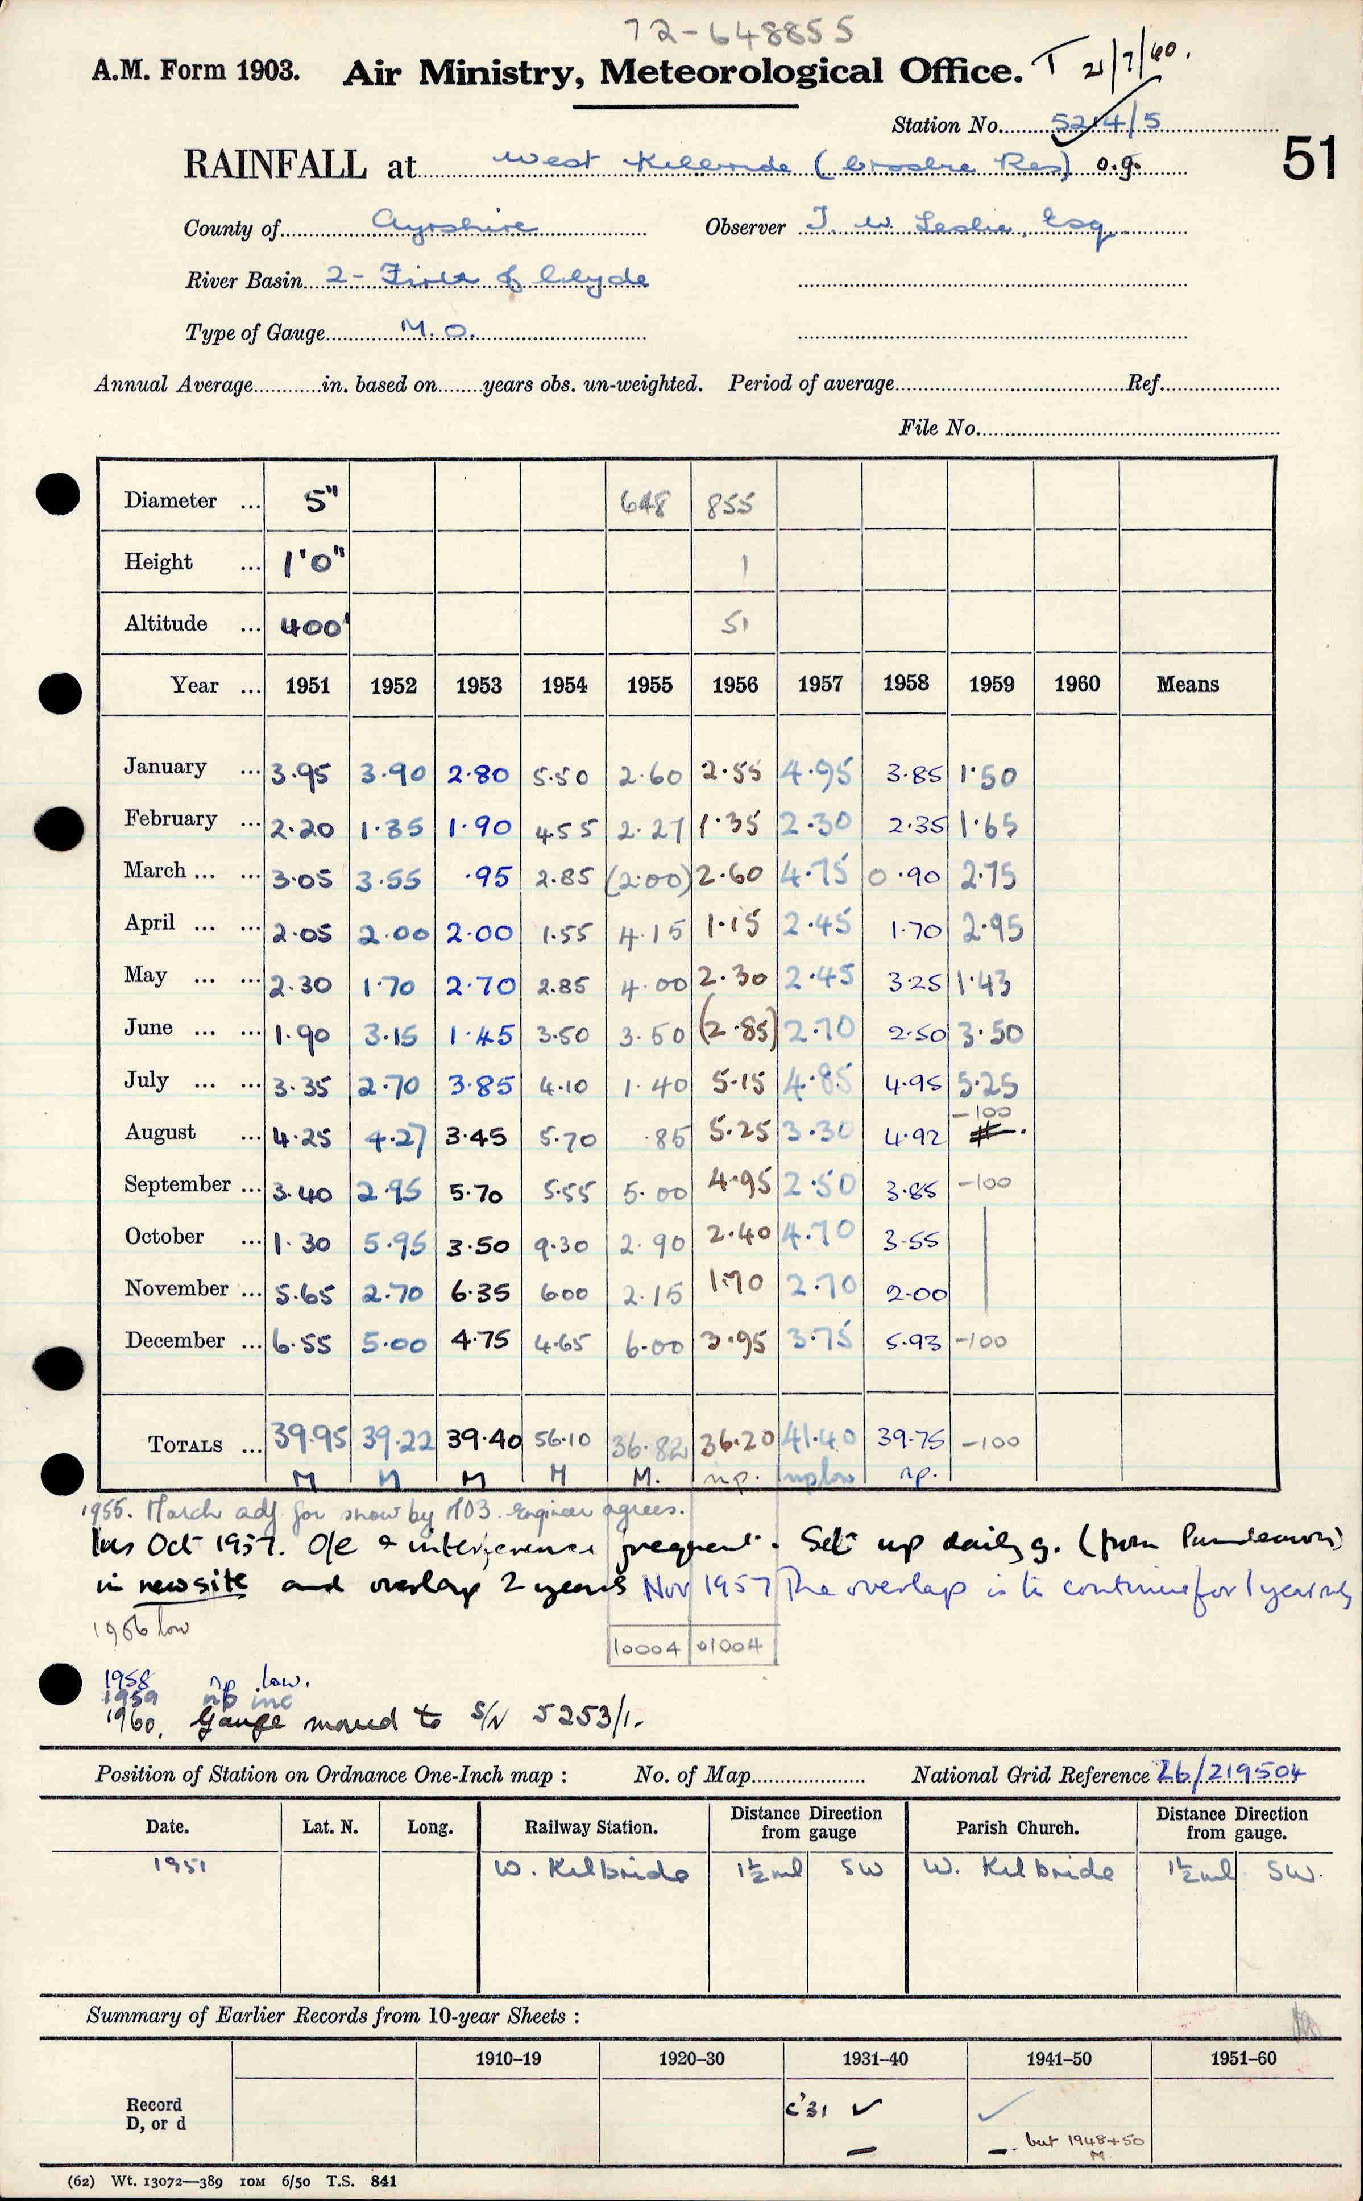 72-648855
A.M. Form 1903. Air Ministry, Meteorological Office. T 21/7/60.
Station No. 5214/5
RAINFALL at West Kilbride (Crosbie Res) o.g. 51
County of Ayrshire Observer J. W. Leslie, Esq
River Basin 2 - Firth of Clyde
Type of Gauge M.O.
Annual Average in. based on years obs. un-weighted. Period of average Ref.
File No.
Diameter ... 5" 648 855
Height ... 1'0" 1
Altitude ... 400' 51
Year ... 1951 1952 1953 1954 1955 1956 1957 1958 1959 1960 Means
January ... 3.95 3.90 2.80 5.50 2.60 2.55 4.95 3.85 1.50
February ... 2.20 1.35 1.90 4.55 2.27 1.35 2.30 2.35 1.65
March ... ... 3.05 3.55 .95 2.85 (2.00) 2.60 4.75 0.90 2.75
April ... ... 2.05 2.00 2.00 1.55 4.15 1.15 2.45 1.70 2.95
May ... ... 2.30 1.70 2.70 2.85 4.00 2.30 2.45 3.25 1.43
June ... ... 1.90 3.15 1.45 3.50 3.50 (2.85) 2.70 2.50 3.50
July ... ... 3.35 2.70 3.85 4.10 1.40 5.15 4.85 4.95 5.25
August ... 4.25 4.27 3.45 5.70 .85 5.25 3.30 4.92 -100
September ... 3.40 2.95 5.70 5.55 5.00 4.95 2.50 3.85 -100
October ... 1.30 5.95 3.50 9.30 2.90 2.40 4.70 3.55
November ... 5.65 2.70 6.35 6.00 2.15 1.70 2.70 2.00
December ... 6.55 5.00 4.75 4.65 6.00 3.95 3.75 5.93 -100
TOTALS ... 39.95 39.22 39.40 56.10 36.82 36.20 41.40 39.75 -100
M M M M M. n.p. np low n.p.
1955. March adj for snow by MO3. Engineer agrees.
Ins Oct 1957. O/e & interference frequent. Set up daily g. (from Pundeavon)
in new site and overlap 2 years Nov 1957 The overlap is to continue for 1 year only
1956 low
10004 01004
1958 np low.
1959 np inc
1960. Gauge moved to S/N 5253/1.
Position of Station on Ordnance One-Inch map : No. of Map National Grid Reference 26/219504
Date. Lat. N. Long. Railway Station. Distance Direction from gauge Parish Church. Distance Direction from gauge.
1951 W. Kilbride 1½ ml SW W. Kilbride 1½ ml SW.
Summary of Earlier Records from 10-year Sheets :
1910–19 1920–30 1931–40 1941–50 1951–60
Record D, or d c'31 ✓ – ✓ – but 1948+50 M.
(62) Wt. 13072—389 10M 6/50 T.S. 841